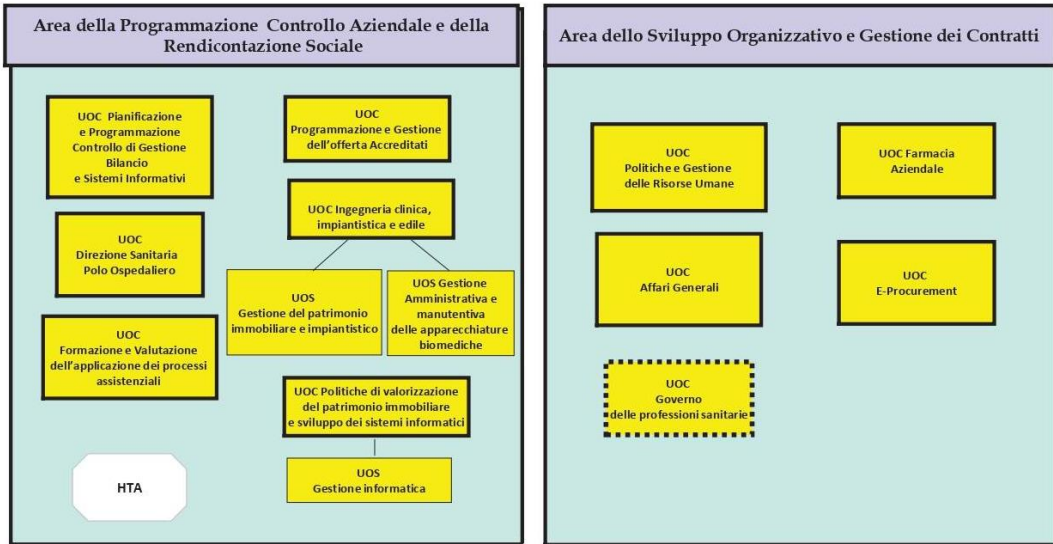 Area della Programmazione Controllo Aziendale e della
Rendicontazione Sociale
UOC Pianificazione
e Programmazione
Controllo di Gestione
Bilancio
e Sistemi Informativi
UOC
Direzione Sanitaria
Polo Ospedaliero
UOC
Formazione e Valutazione
dell'applicazione dei processi
assistenziali
HTA
UOC
Programmazione e Gestione
dell'offerta Accreditati
UOC Ingegneria clinica,
impiantistica e edile
UOS
Gestione del patrimonio
immobiliare e impiantistico
UOS Gestione
Amministrativa e
manutentiva
delle apparecchiature
biomediche
UOC Politiche di valorizzazione
del patrimonio immobiliare
e sviluppo dei sistemi informatici
UOS
Gestione informatica
Area dello Sviluppo Organizzativo e Gestione dei Contratti
UOC
Politiche e Gestione
delle Risorse Umane
UOC Farmacia
Aziendale
UOC
Affari Generali
UOC
E-Procurement
UOC
Governo
delle professioni sanitarie